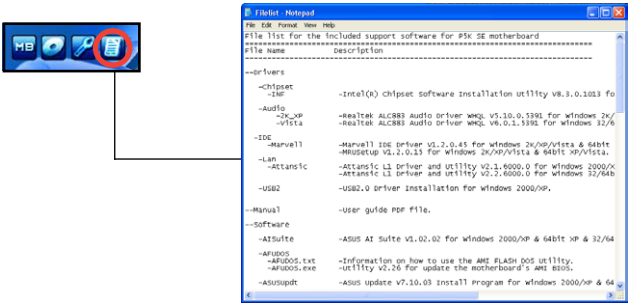 MB
Filelist - Notepad
File Edit Format View Help
File list for the included support software for P5K SE motherboard
================================================================
File Name Description
----------------------------------------------------------------
--Drivers
-Chipset
-INF -Intel(R) Chipset Software Installation Utility V8.3.0.1013 fo
-Audio
-2K_XP -Realtek ALC883 Audio Driver WHQL V5.10.0.5391 for Windows 2K/
-Vista -Realtek ALC883 Audio Driver WHQL V6.0.1.5391 for Windows 32/6
-IDE
-Marvell -Marvell IDE Driver V1.2.0.45 for Windows 2K/XP/Vista & 64bit
-MRUSetup V1.2.0.15 for Windows 2K/XP/Vista & 64bit XP/Vista.
-Lan
-Attansic -Attansic L1 Driver and Utility V2.1.6000.0 for Windows 2000/X
-Attansic L1 Driver and Utility V2.2.6000.0 for Windows 32/64b
-USB2 -USB2.0 Driver Installation for Windows 2000/XP.
--Manual -User guide PDF file.
--Software
-AISuite -ASUS AI Suite V1.02.02 for Windows 2000/XP & 64bit XP & 32/64
-AFUDOS
-AFUDOS.txt -Information on how to use the AMI FLASH DOS Utility.
-AFUDOS.exe -Utility V2.26 for update the motherboard's AMI BIOS.
-ASUSUpdt -ASUS Update V7.10.03 Install Program for Windows 2000/XP & 64